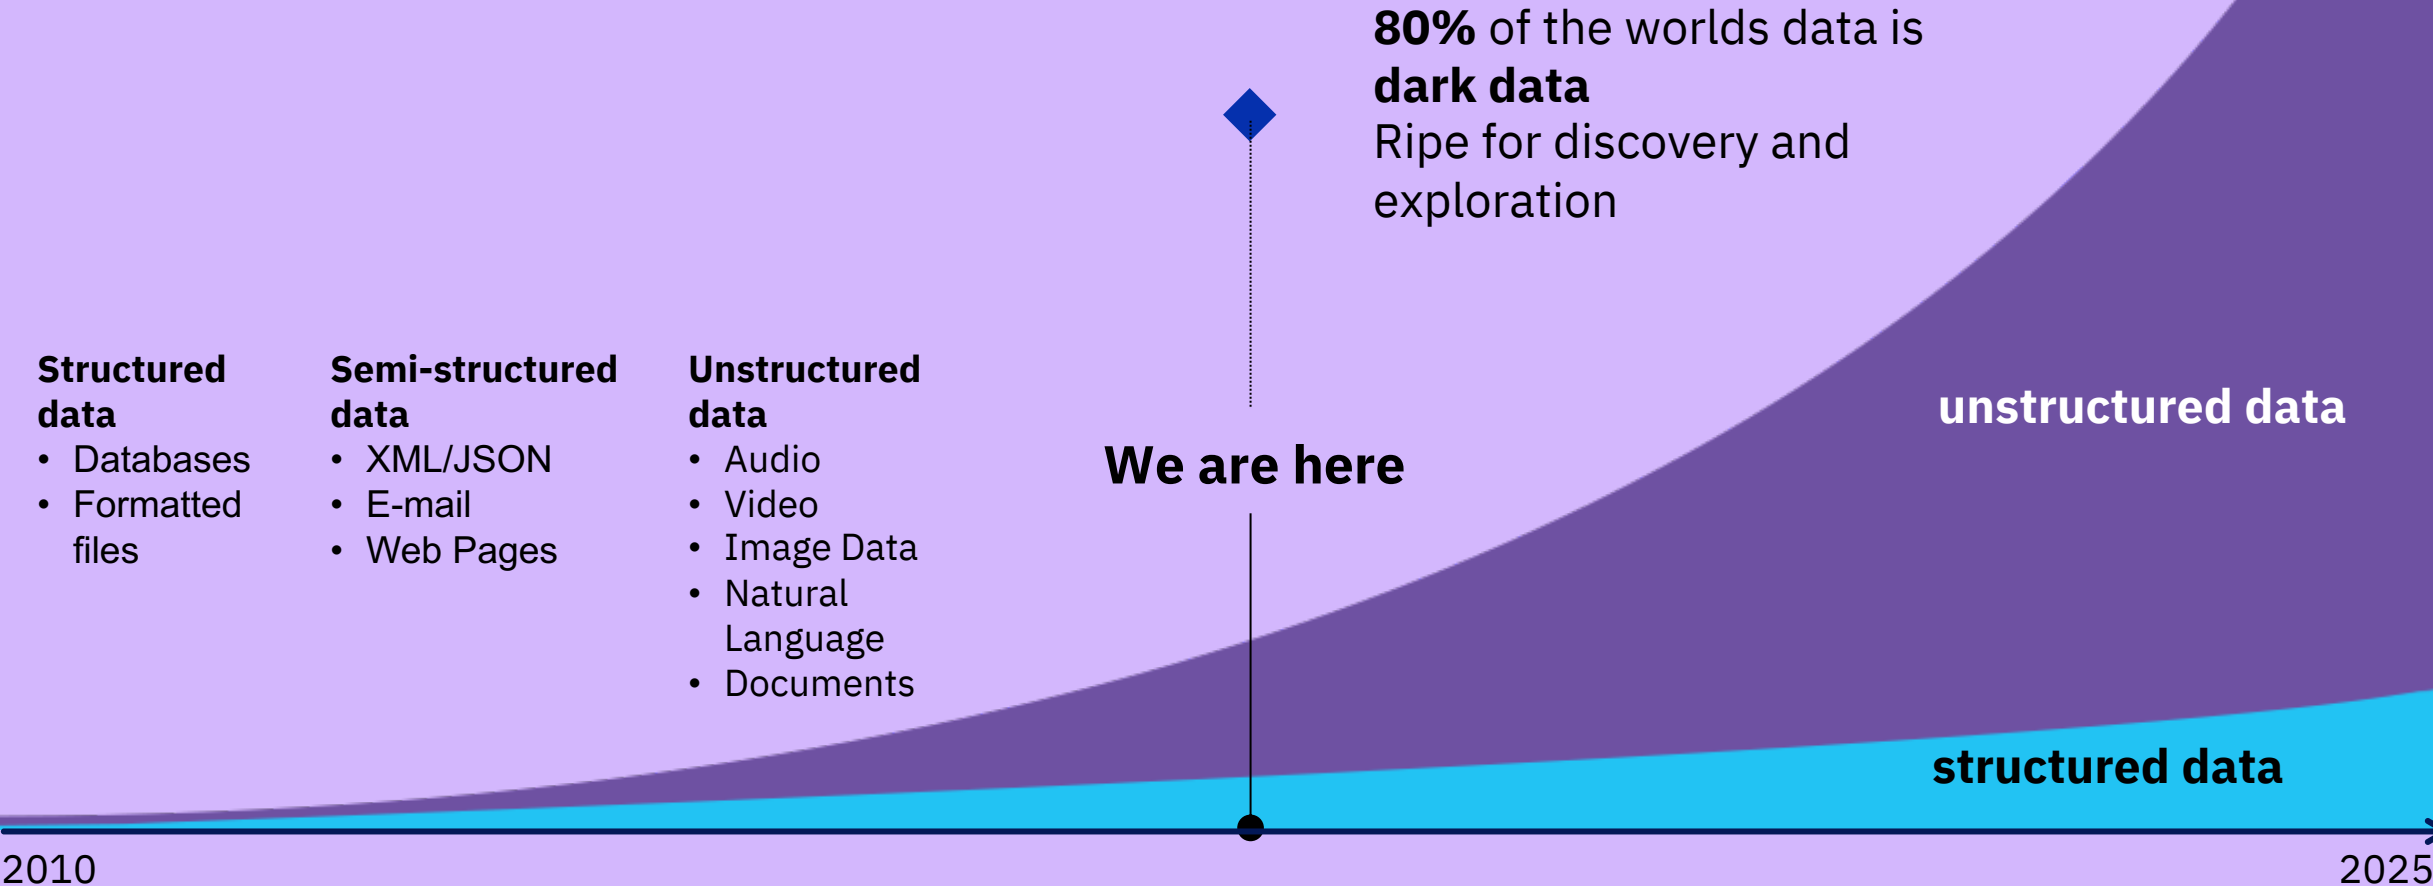 80% of the worlds data is
dark data
Ripe for discovery and
exploration
Structured
data
• Databases
• Formatted
files
Semi-structured
data
• XML/JSON
• E-mail
• Web Pages
Unstructured
data
• Audio
• Video
• Image Data
• Natural
Language
• Documents
We are here
unstructured data
structured data
2010
2025